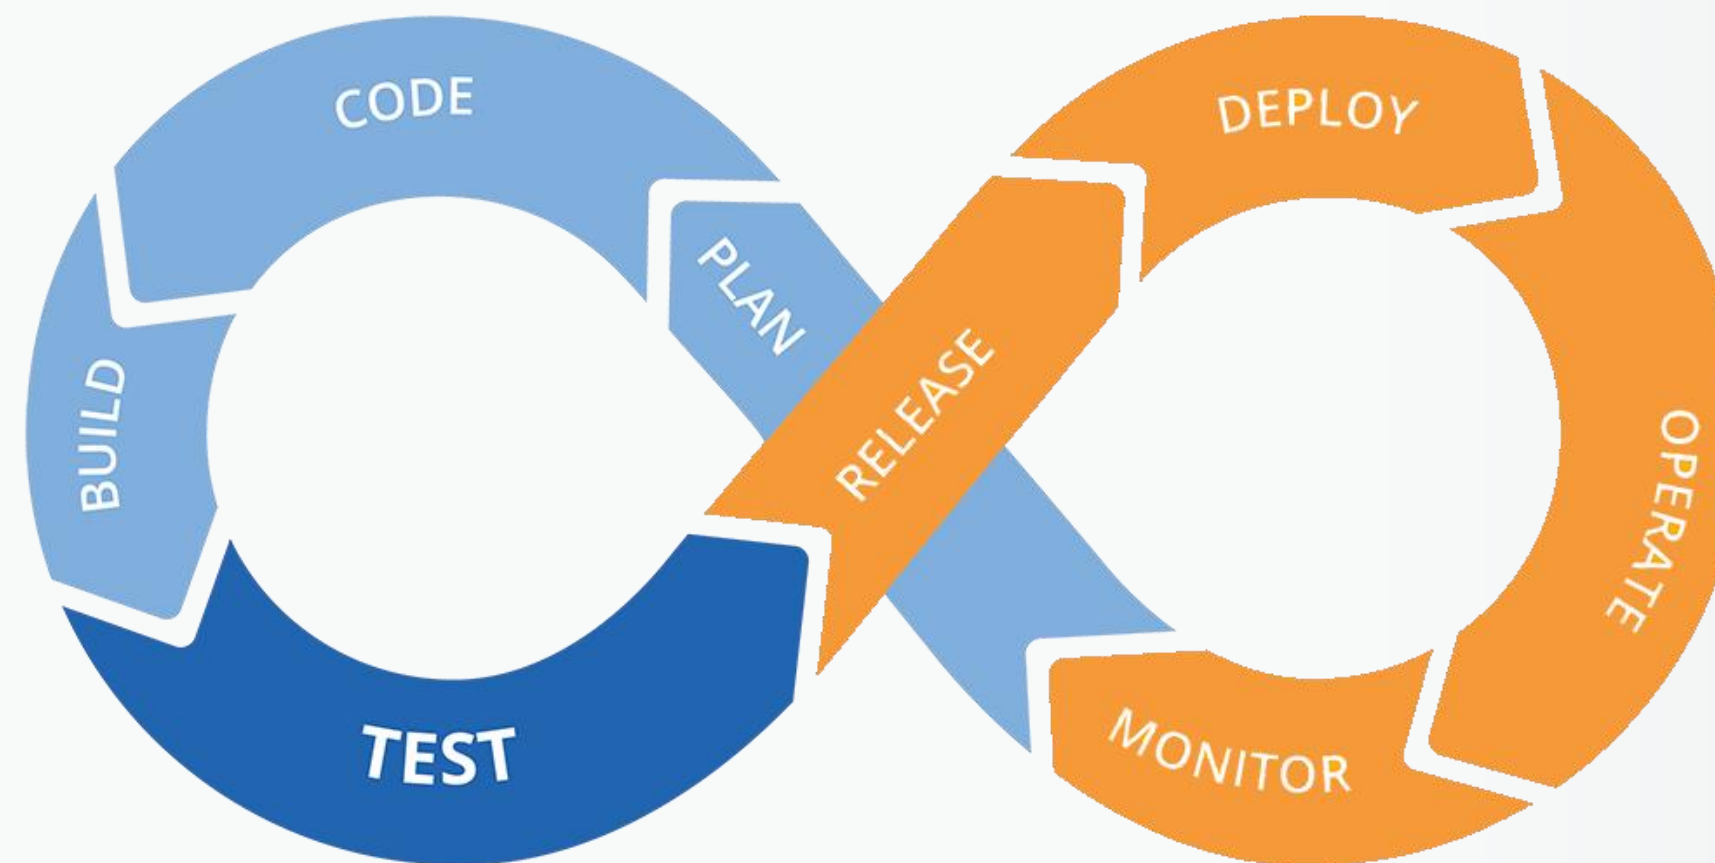 CODE
DEPLOY
PLAN
RELEASE
BUILD
OPERATE
TEST
MONITOR